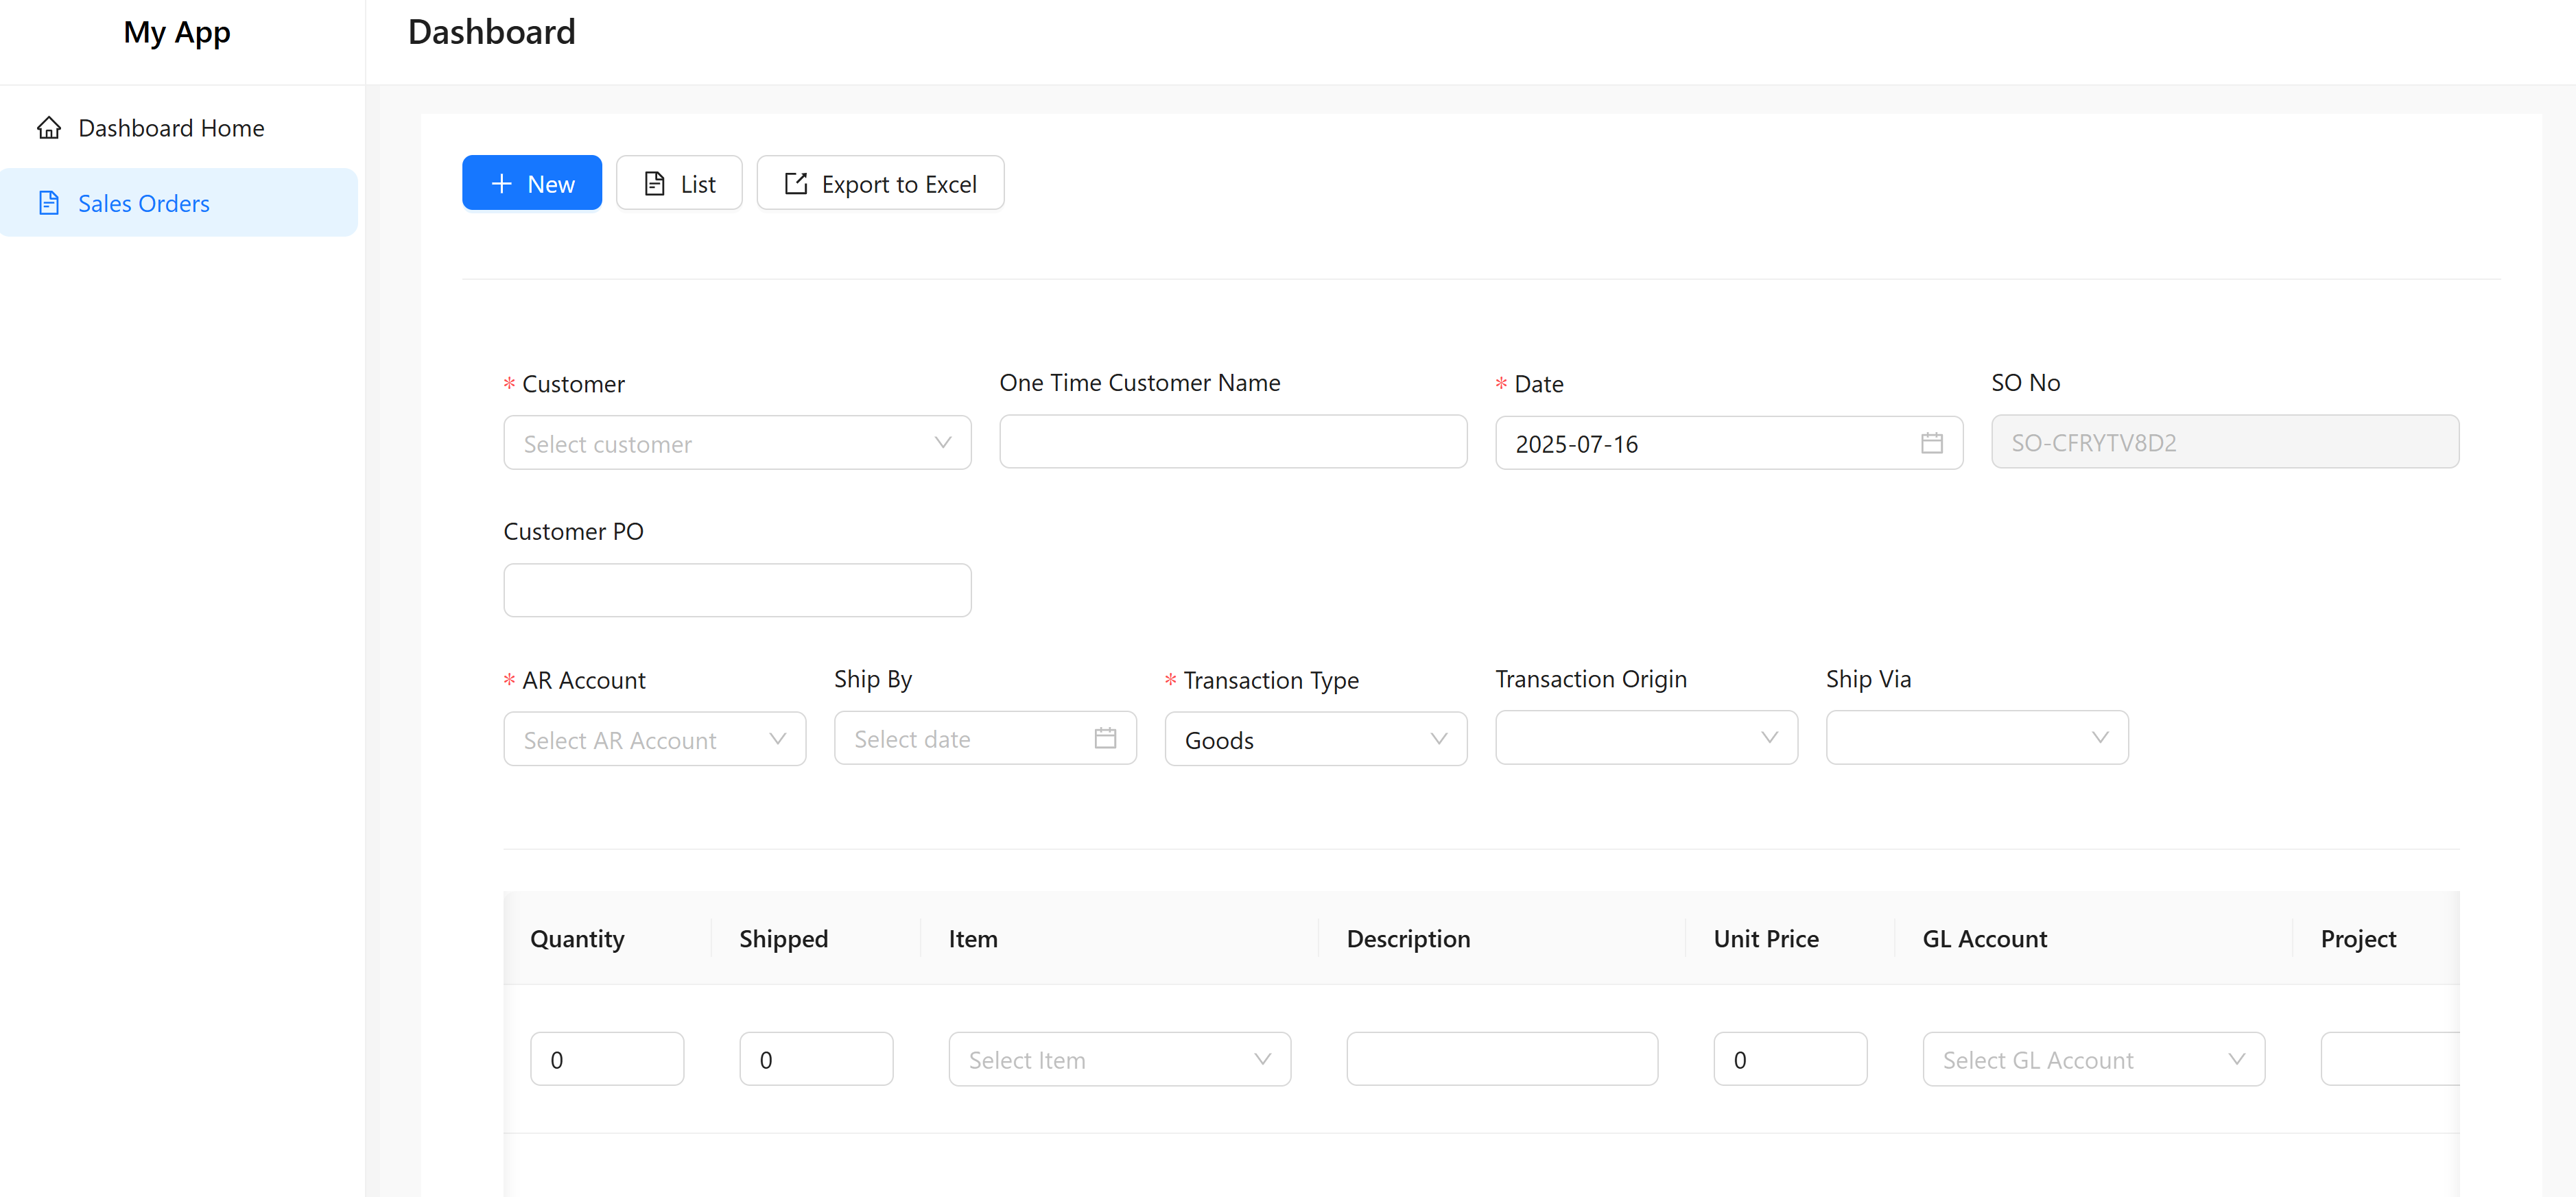 My App
Dashboard
Dashboard Home
Sales Orders
New
List
Export to Excel
* Customer
One Time Customer Name
* Date
SO No
Select customer
2025-07-16
SO-CFRYTV8D2
Customer PO
* AR Account
Ship By
* Transaction Type
Transaction Origin
Ship Via
Select AR Account
Select date
Goods
Quantity
Shipped
Item
Description
Unit Price
GL Account
Project
0
0
Select Item
0
Select GL Account